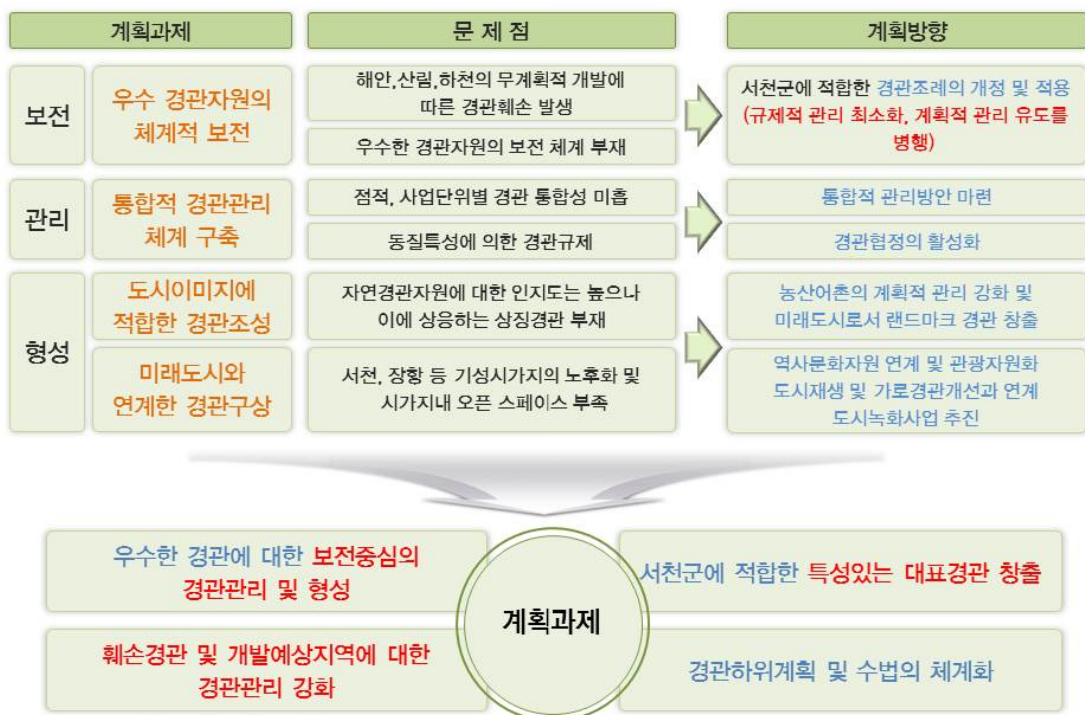 계획과제
문 제 점
계획방향
보전
우수 경관자원의
체계적 보전
해안,산림,하천의 무계획적 개발에
따른 경관훼손 발생
우수한 경관자원의 보전 체계 부재
서천군에 적합한 경관조례의 개정 및 적용
(규제적 관리 최소화, 계획적 관리 유도를
병행)
관리
통합적 경관관리
체계 구축
점적, 사업단위별 경관 통합성 미흡
동질특성에 의한 경관규제
통합적 관리방안 마련
경관협정의 활성화
형성
도시이미지에
적합한 경관조성
자연경관자원에 대한 인지도는 높으나
이에 상응하는 상징경관 부재
농산어촌의 계획적 관리 강화 및
미래도시로서 랜드마크 경관 창출
미래도시와
연계한 경관구상
서천, 장항 등 기성시가지의 노후화 및
시가지내 오픈 스페이스 부족
역사문화자원 연계 및 관광자원화
도시재생 및 가로경관개선과 연계
도시녹화사업 추진
우수한 경관에 대한 보전중심의
경관관리 및 형성
서천군에 적합한 특성있는 대표경관 창출
계획과제
훼손경관 및 개발예상지역에 대한
경관관리 강화
경관하위계획 및 수법의 체계화